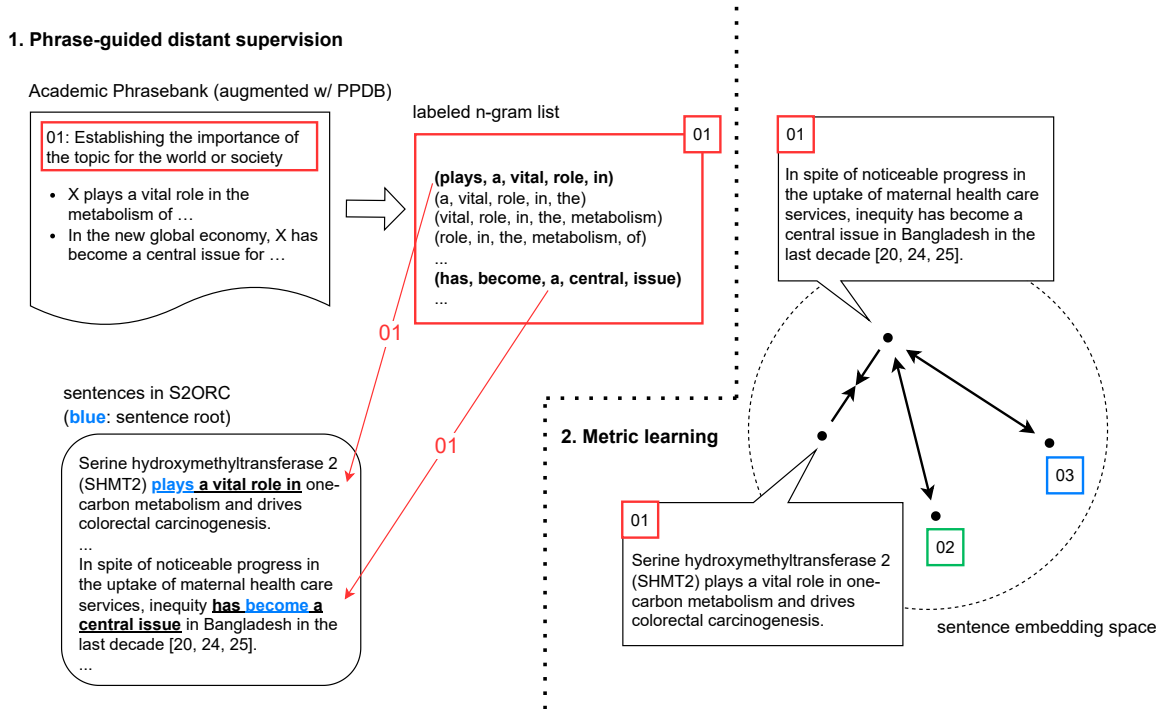 1. Phrase-guided distant supervision
Academic Phrasebank (augmented w/ PPDB)
01: Establishing the importance of
the topic for the world or society
• X plays a vital role in the
metabolism of …
• In the new global economy, X has
become a central issue for …
labeled n-gram list
01
(plays, a, vital, role, in)
(a, vital, role, in, the)
(vital, role, in, the, metabolism)
(role, in, the, metabolism, of)
...
(has, become, a, central, issue)
...
01
01
sentences in S2ORC
(blue: sentence root)
Serine hydroxymethyltransferase 2
(SHMT2) plays a vital role in one-
carbon metabolism and drives
colorectal carcinogenesis.
...
In spite of noticeable progress in
the uptake of maternal health care
services, inequity has become a
central issue in Bangladesh in the
last decade [20, 24, 25].
...
2. Metric learning
01
In spite of noticeable progress in
the uptake of maternal health care
services, inequity has become a
central issue in Bangladesh in the
last decade [20, 24, 25].
03
02
01
Serine hydroxymethyltransferase 2
(SHMT2) plays a vital role in one-
carbon metabolism and drives
colorectal carcinogenesis.
sentence embedding space